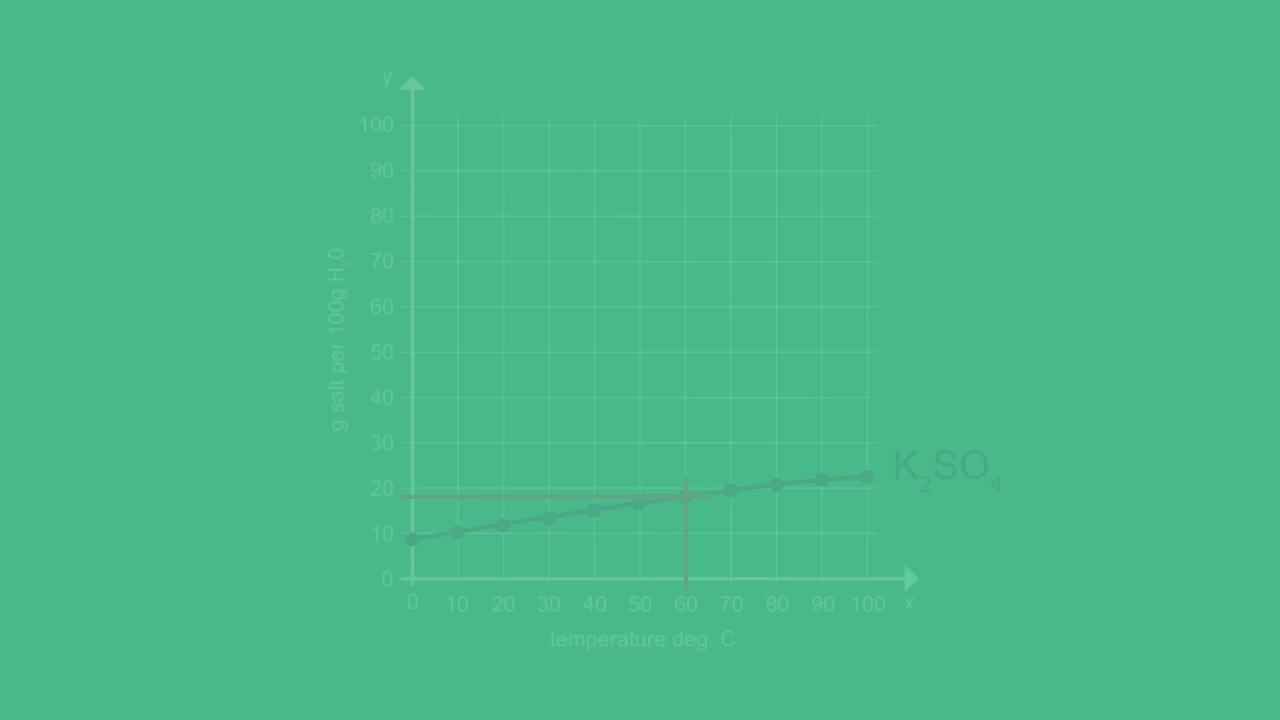 y
100
90
80
70
60
50
40
30
20
10
0
g salt per 100g H₂0
K₂SO₄
0 10 20 30 40 50 60 70 80 90 100 x
temperature deg. C